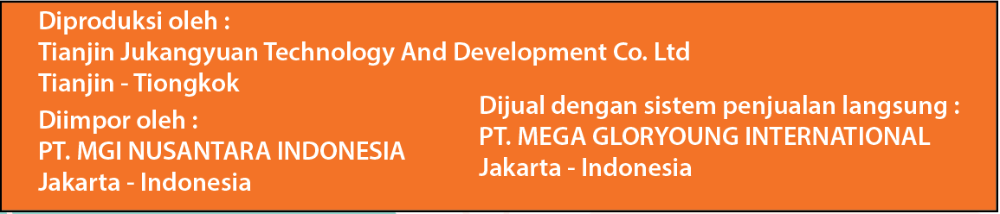 Diproduksi oleh :
Tianjin Jukangyuan Technology And Development Co. Ltd
Tianjin - Tiongkok
Diimpor oleh :
PT. MGI NUSANTARA INDONESIA
Jakarta - Indonesia
Dijual dengan sistem penjualan langsung :
PT. MEGA GLORYOUNG INTERNATIONAL
Jakarta - Indonesia